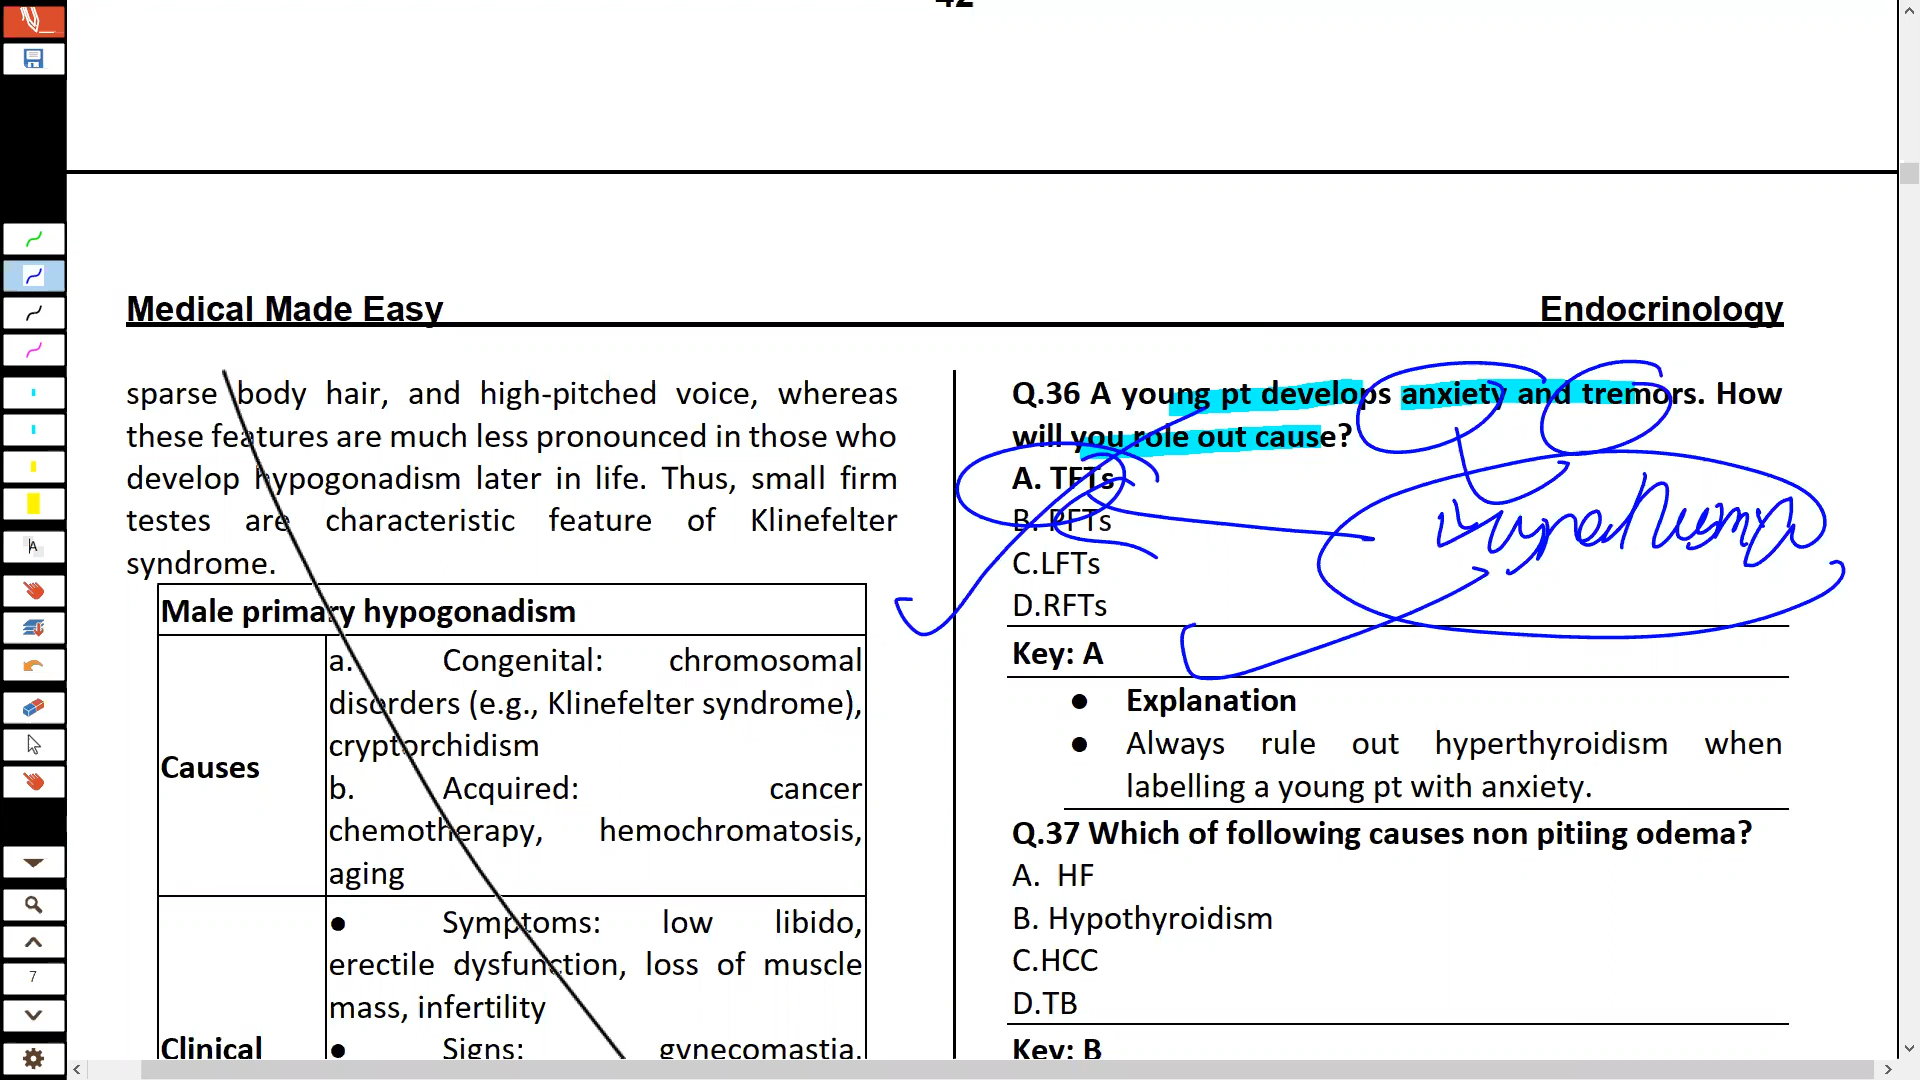 42
Medical Made Easy
Endocrinology
sparse body hair, and high-pitched voice, whereas
these features are much less pronounced in those who
develop hypogonadism later in life. Thus, small firm
testes are characteristic feature of Klinefelter
syndrome.
Male primary hypogonadism
Causes
a. Congenital: chromosomal
disorders (e.g., Klinefelter syndrome),
cryptorchidism
b. Acquired: cancer
chemotherapy, hemochromatosis,
aging
Clinical
● Symptoms: low libido,
erectile dysfunction, loss of muscle
mass, infertility
● Signs: gynecomastia,
Q.36 A young pt develops anxiety and tremors. How
will you role out cause?
A. TFTs
B. PFTs
C.LFTs
D.RFTs
Key: A
● Explanation
● Always rule out hyperthyroidism when
labelling a young pt with anxiety.
Q.37 Which of following causes non pitiing odema?
A. HF
B. Hypothyroidism
C.HCC
D.TB
Key: B
A
7